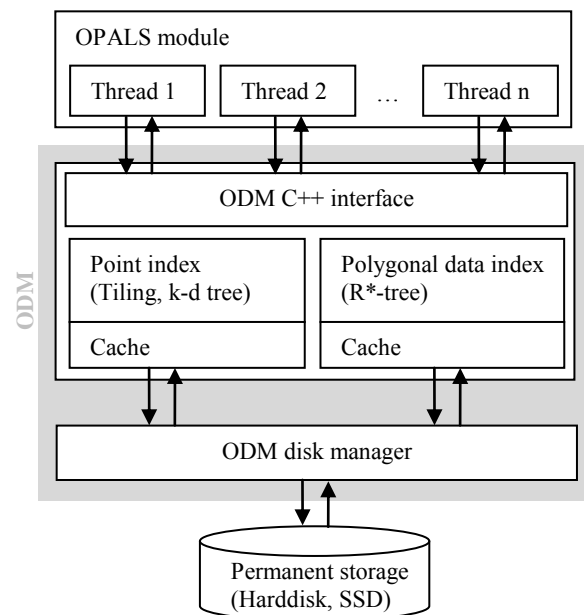 OPALS module
Thread 1
Thread 2
…
Thread n
ODM
ODM C++ interface
Point index
(Tiling, k-d tree)
Cache
Polygonal data index
(R*-tree)
Cache
ODM disk manager
Permanent storage
(Harddisk, SSD)